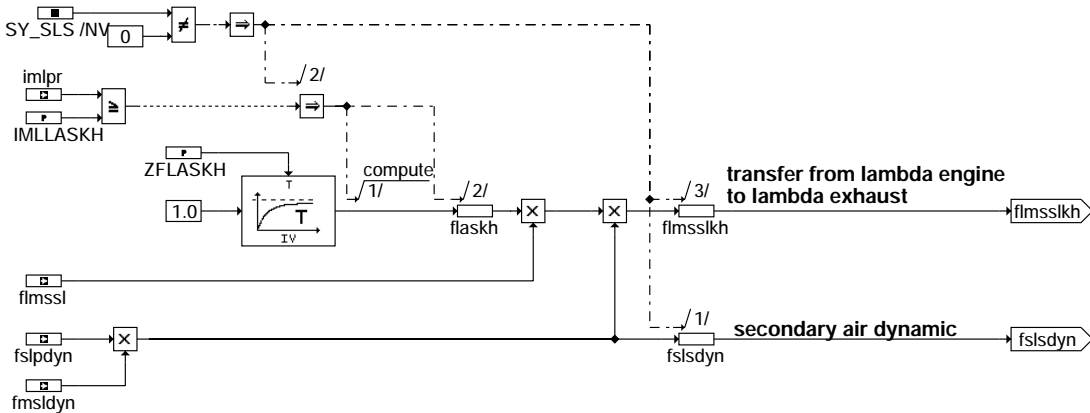 SY_SLS /NV
0
≠
⇒
/2/
imlpr
≥
⇒
IMLLASKH
ZFLASKH
compute
/1/
/2/
T
1.0
T
IV
flaskh
/3/
transfer from lambda engine
to lambda exhaust
flmsslkh
flmsslkh
flmssl
/1/
secondary air dynamic
fslpdyn
fslsdyn
fslsdyn
fmsldyn